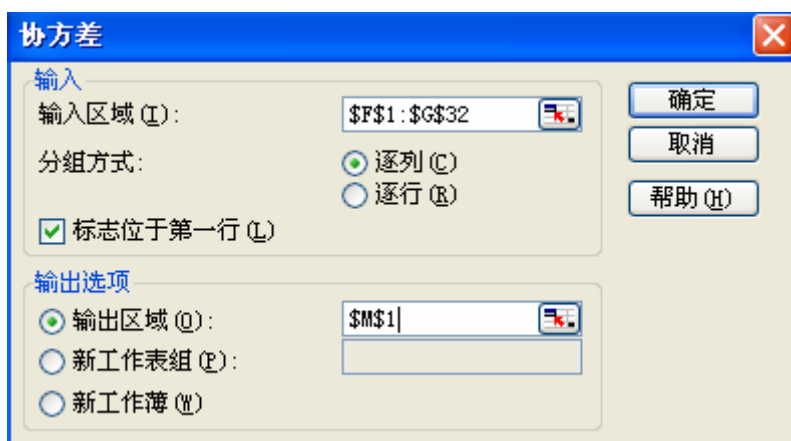 协方差
输入
输入区域(I): $F$1:$G$32
分组方式: 逐列(C)
逐行(R)
标志位于第一行(L)
输出选项
输出区域(O): $M$1
新工作表组(P):
新工作薄(W)
确定
取消
帮助(H)